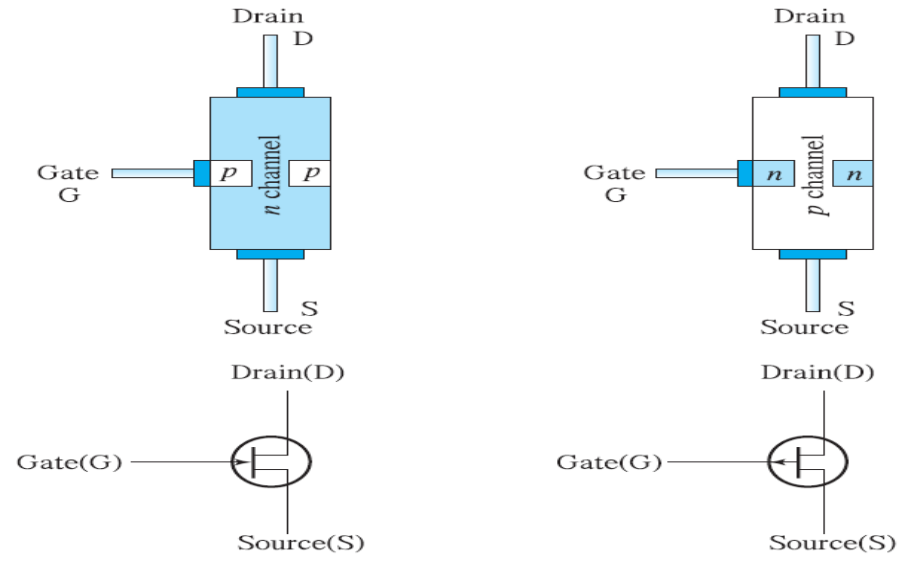 Drain
D
Gate
G
p
n channel
p
S
Source
Drain
D
Gate
G
n
p channel
n
S
Source
Drain(D)
Gate(G)
Source(S)
Drain(D)
Gate(G)
Source(S)